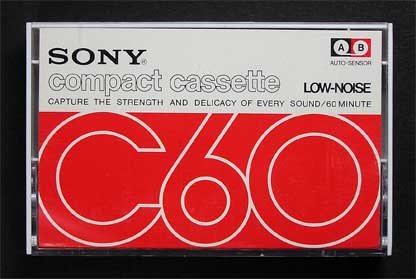 SONY®
A B
AUTO-SENSOR
compact cassette
LOW-NOISE
CAPTURE THE STRENGTH AND DELICACY OF EVERY SOUND/60 MINUTE
C60